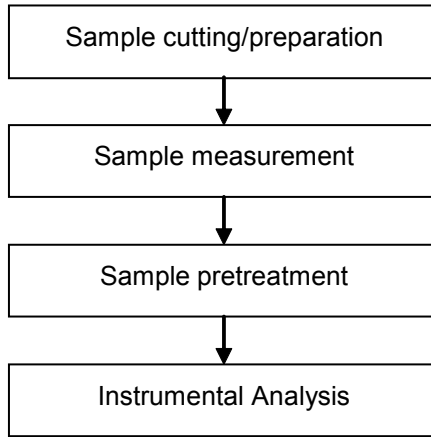 Sample cutting/preparation
Sample measurement
Sample pretreatment
Instrumental Analysis